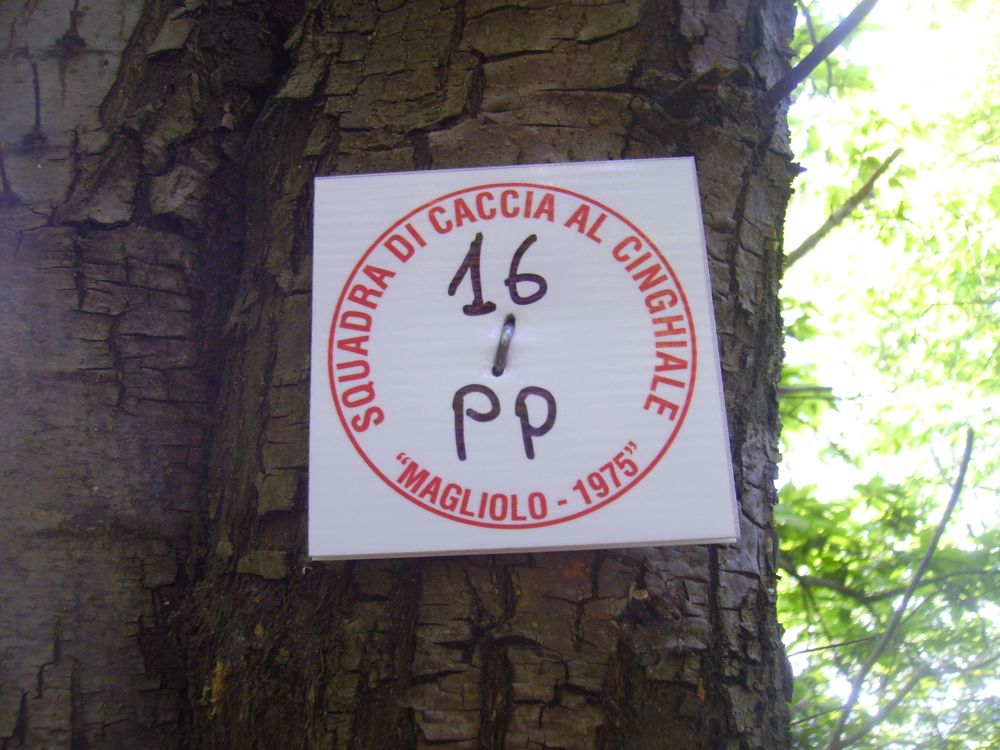 SQUADRA DI CACCIA AL CINGHIALE
16
PP
"MAGLIOLO - 1975"